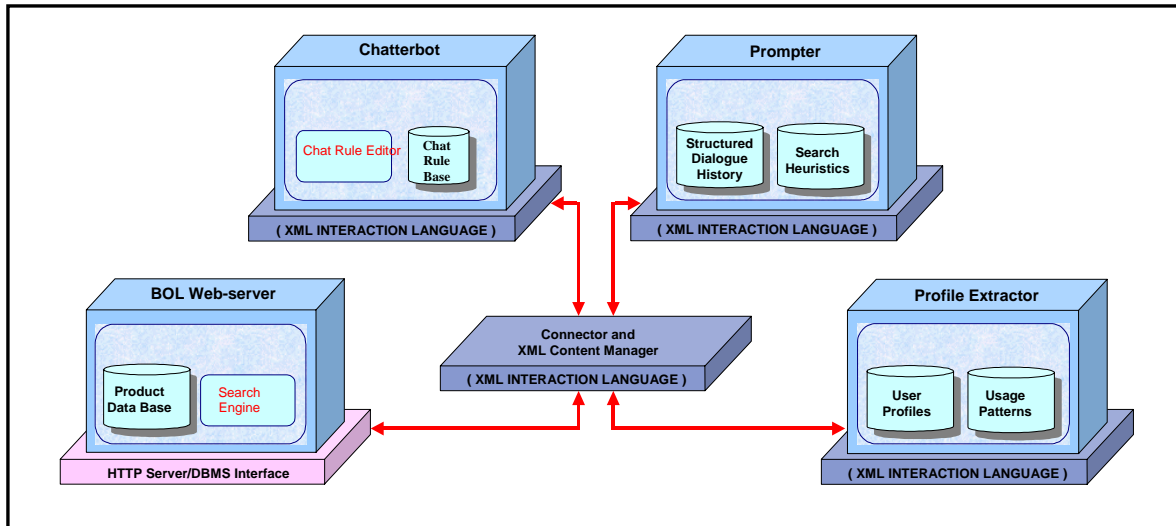 Chatterbot
Chat Rule Editor
Chat
Rule
Base
( XML INTERACTION LANGUAGE )
Prompter
Structured
Dialogue
History
Search
Heuristics
( XML INTERACTION LANGUAGE )
BOL Web-server
Product
Data Base
Search
Engine
HTTP Server/DBMS Interface
Connector and
XML Content Manager
(XML INTERACTION LANGUAGE )
Profile Extractor
User
Profiles
Usage
Patterns
( XML INTERACTION LANGUAGE )